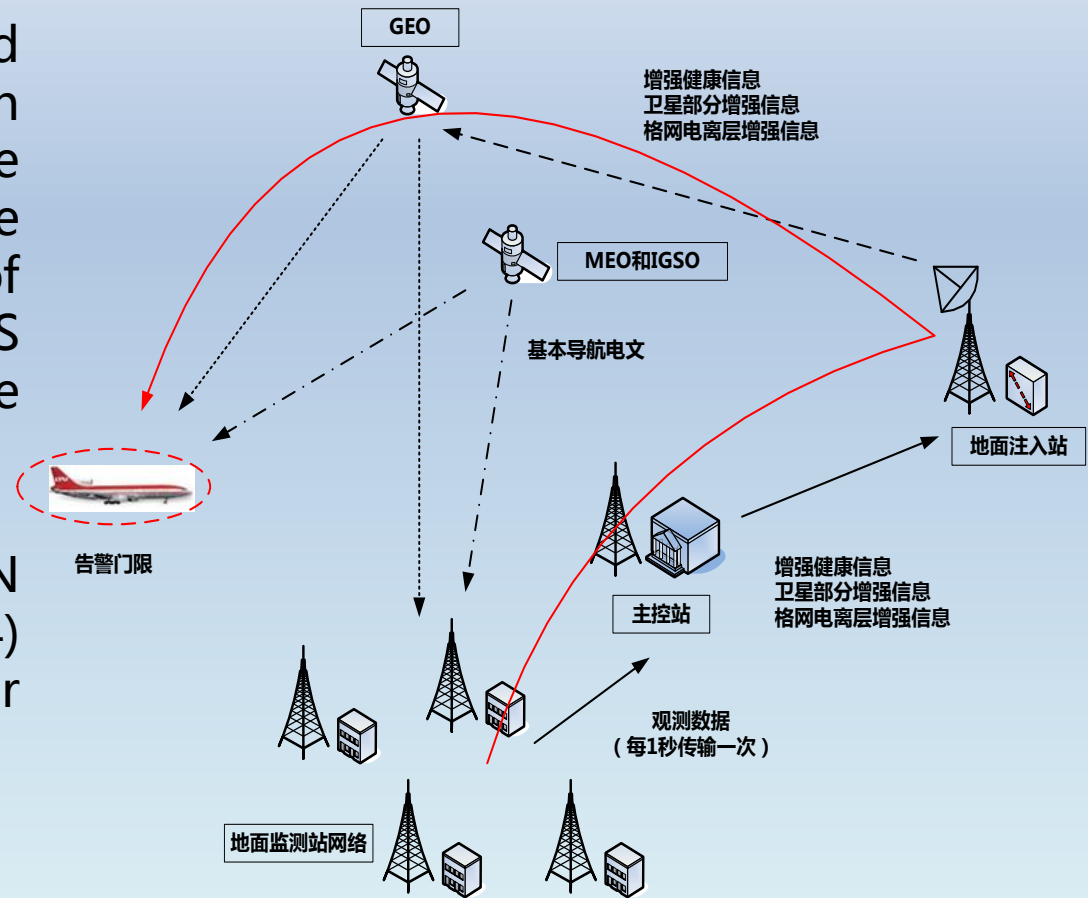 d
n
e
e
of
S
e
N
)
r
GEO
增强健康信息
卫星部分增强信息
格网电离层增强信息
MEO和IGSO
基本导航电文
地面注入站
告警门限
主控站
增强健康信息
卫星部分增强信息
格网电离层增强信息
观测数据
（每1秒传输一次）
地面监测站网络